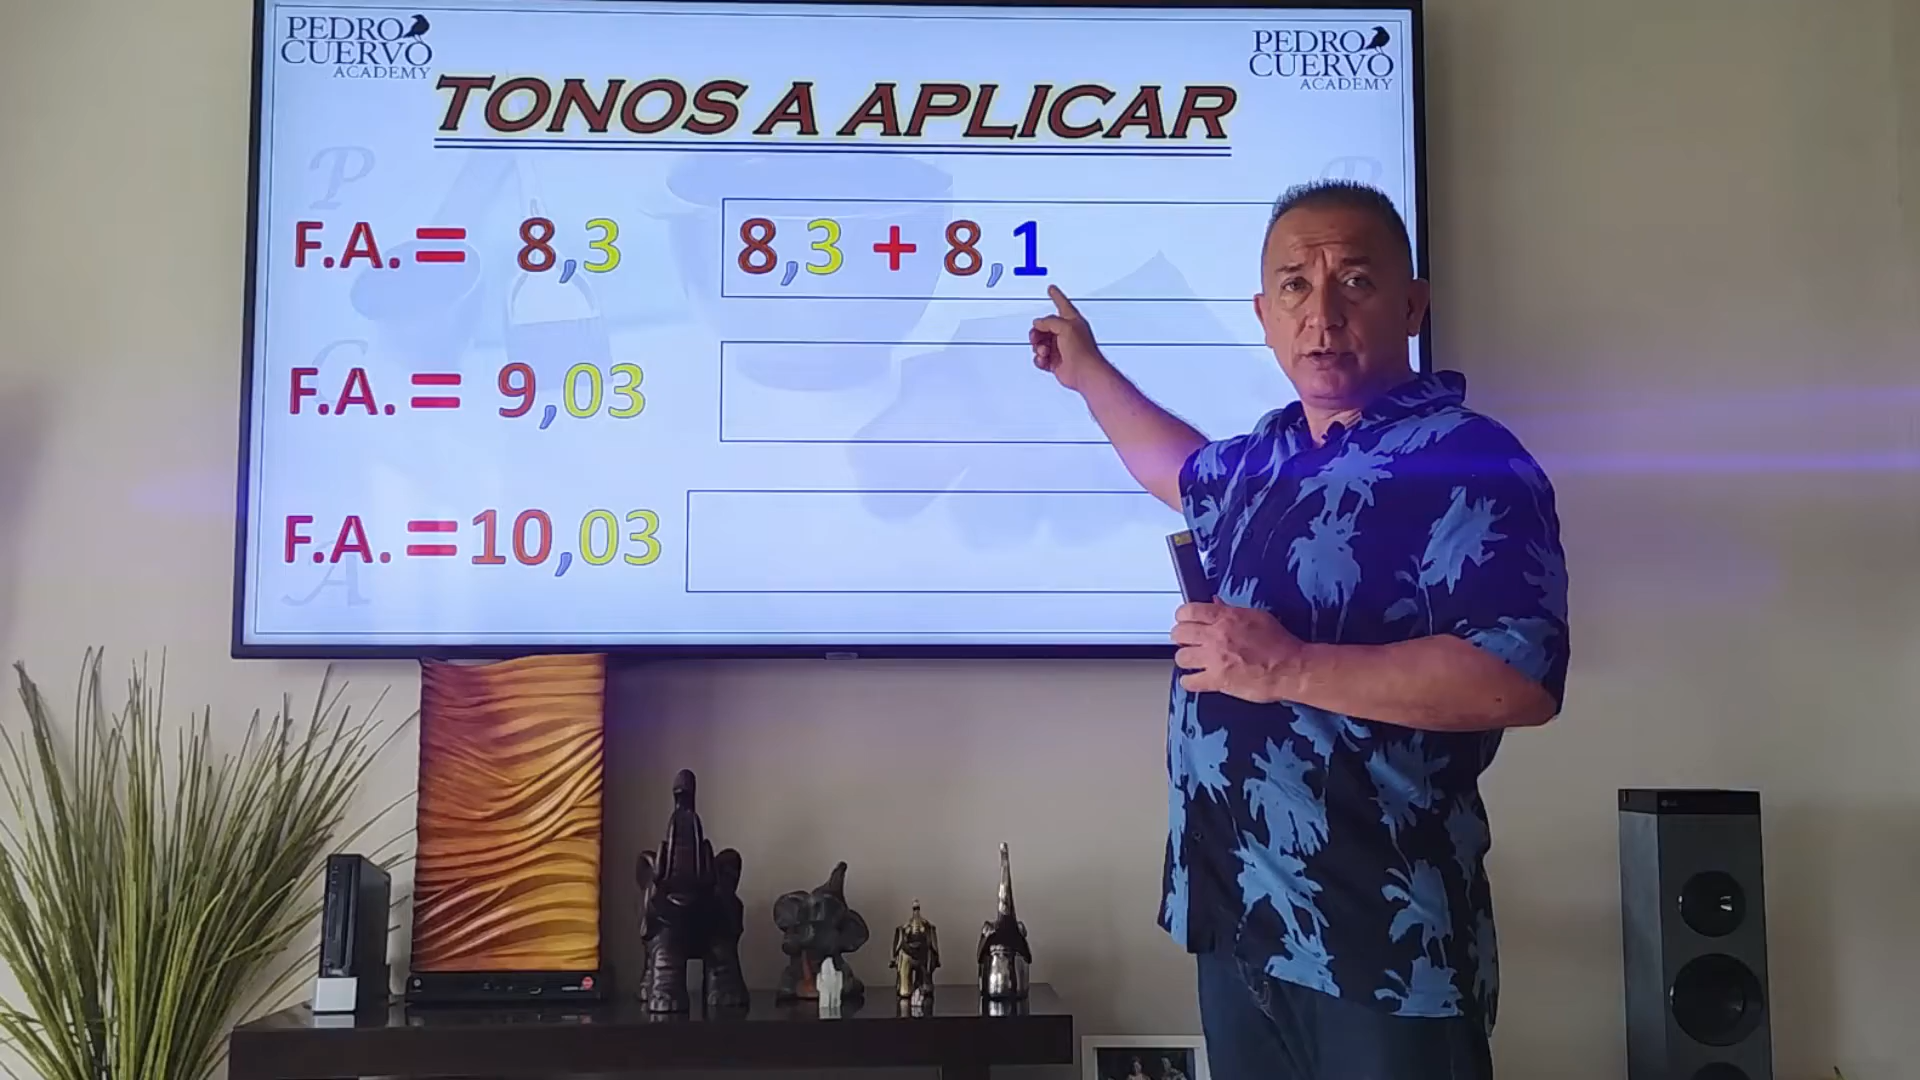 PEDRO
CUERVO
ACADEMY
PEDRO
CUERVO
ACADEMY
TONOS A APLICAR
F.A. = 8,3
8,3 + 8,1
F.A. = 9,03
F.A. = 10,03
P
C
A